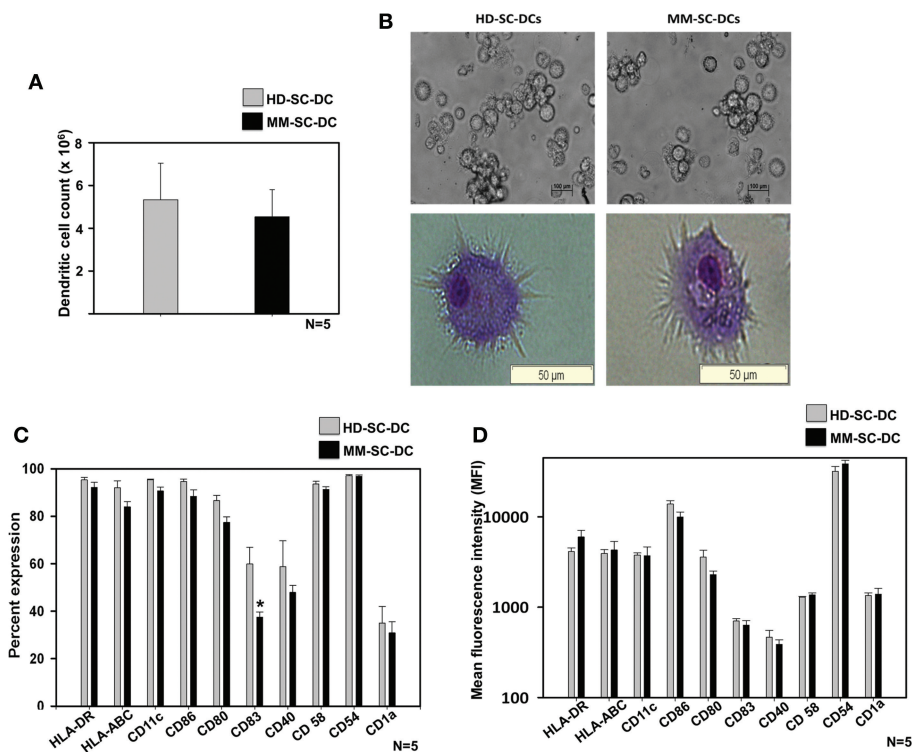 A
HD-SC-DC
MM-SC-DC
Dendritic cell count (x 10⁶)
8
6
4
2
N=5
B
HD-SC-DCs
MM-SC-DCs
100 µm
100 µm
50 µm
50 µm
C
HD-SC-DC
MM-SC-DC
Percent expression
100
80
60
40
20
00
*
HLA-DR
HLA-ABC
CD11c
CD86
CD80
CD83
CD40
CD 58
CD54
CD1a
N=5
D
HD-SC-DC
MM-SC-DC
Mean fluorescence intensity (MFI)
10000
1000
100
HLA-DR
HLA-ABC
CD11c
CD86
CD80
CD83
CD40
CD 58
CD54
CD1a
N=5